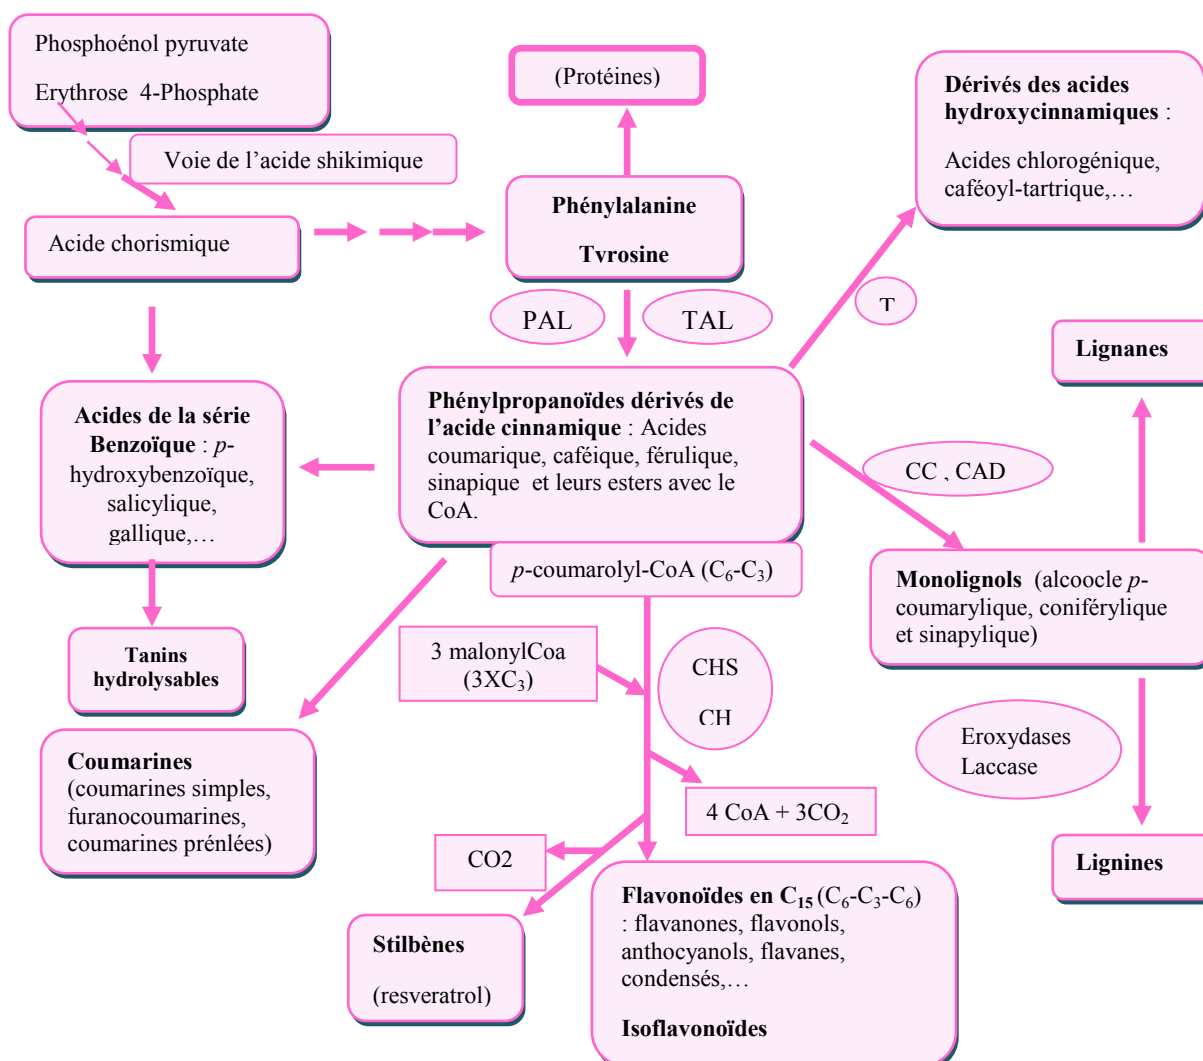 Phosphoénol pyruvate
Erythrose 4-Phosphate
Voie de l'acide shikimique
Acide chorismique
(Protéines)
Phénylalanine
Tvrosine
PAL
TAL
Dérivés des acides
hydroxycinnamiques :
Acides chlorogénique,
caféoyl-tartrique,…
T
Lignanes
Acides de la série
Benzoïque : p-
hydroxybenzoïque,
salicylique,
gallique,…
Phénylpropanoïdes dérivés de
l'acide cinnamique : Acides
coumarique, caféique, férulique,
sinapique et leurs esters avec le
CoA.
CC , CAD
p-coumarolyl-CoA (C₆-C₃)
Monolignols (alcoocle p-
coumarylique, coniférylique
et sinapylique)
Tanins
hydrolysables
3 malonylCoa
(3XC₃)
CHS
CH
Eroxydases
Laccase
Coumarines
(coumarines simples,
furanocoumarines,
coumarines prénlées)
4 CoA + 3CO₂
CO2
Lignines
Flavonoïdes en C₁₅ (C₆-C₃-C₆)
: flavanones, flavonols,
anthocyanols, flavanes,
condensés,…
Isoflavonoïdes
Stilbènes
(resveratrol)